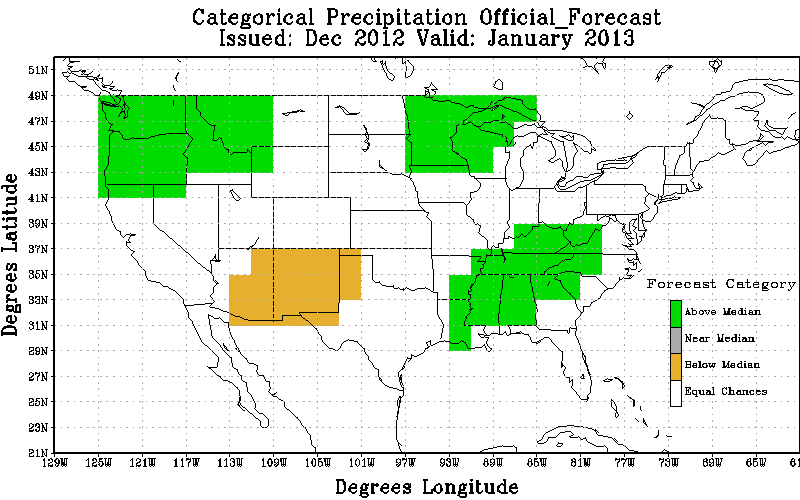 Categorical Precipitation Official_Forecast
Issued: Dec 2012 Valid: January 2013
51N
49N
47N
45N
43N
41N
39N
37N
35N
33N
31N
29N
27N
25N
23N
21N
Degrees Latitude
Forecast Category
Above Median
Near Median
Below Median
Equal Chances
129W 125W 121W 117W 113W 109W 105W 101W 97W 93W 89W 85W 81W 77W 73W 69W 65W
Degrees Longitude